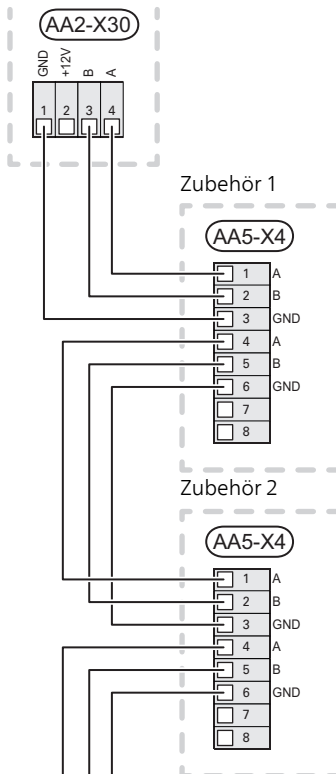 AA2-X30
GND +12V B A
1 2 3 4
Zubehör 1
AA5-X4
1 A
2 B
3 GND
4 A
5 B
6 GND
7
8
Zubehör 2
AA5-X4
1 A
2 B
3 GND
4 A
5 B
6 GND
7
8